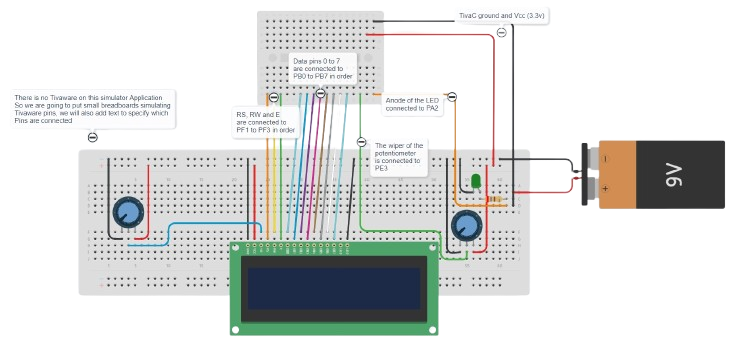 TivaC ground and Vcc (3.3v)
Data pins 0 to 7
are connected to
PB0 to PB7 in order
There is no Tivaware on this simulator Application
So we are going to put small breadboards simulating
Tivaware pins, we will also add text to specify which
Pins are connected
RS, RW and E
are connected to
PF1 to PF3 in order
Anode of the LED
connected to PA2
The wiper of the
potentometer
is connected to
PE3
9V